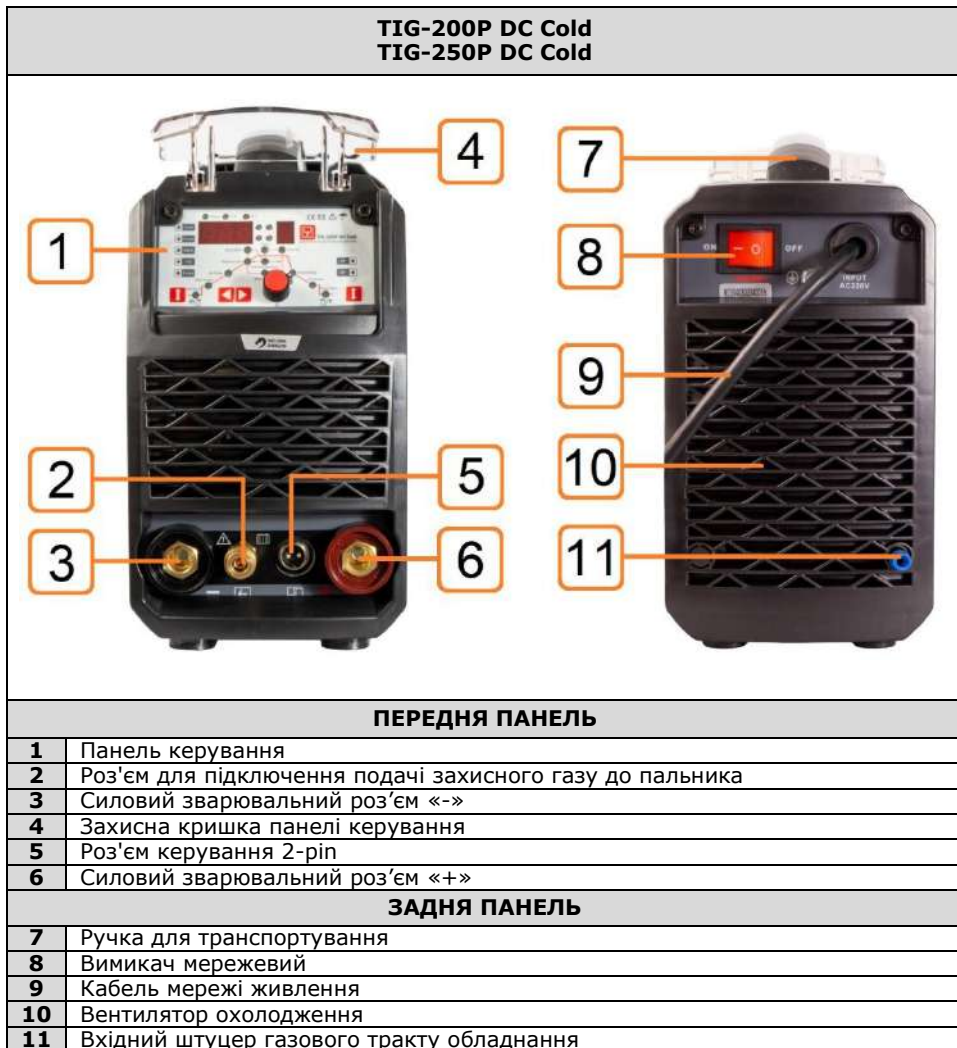 TIG-200P DC Cold
TIG-250P DC Cold
4
7
1
8
ON
OFF
INPUT
AC230V
9
2
5
10
3
6
11
ПЕРЕДНЯ ПАНЕЛЬ
1 Панель керування
2 Роз'єм для підключення подачі захисного газу до пальника
3 Силовий зварювальний роз’єм «-»
4 Захисна кришка панелі керування
5 Роз'єм керування 2-pin
6 Силовий зварювальний роз’єм «+»
ЗАДНЯ ПАНЕЛЬ
7 Ручка для транспортування
8 Вимикач мережевий
9 Кабель мережі живлення
10 Вентилятор охолодження
11 Вхідний штуцер газового тракту обладнання